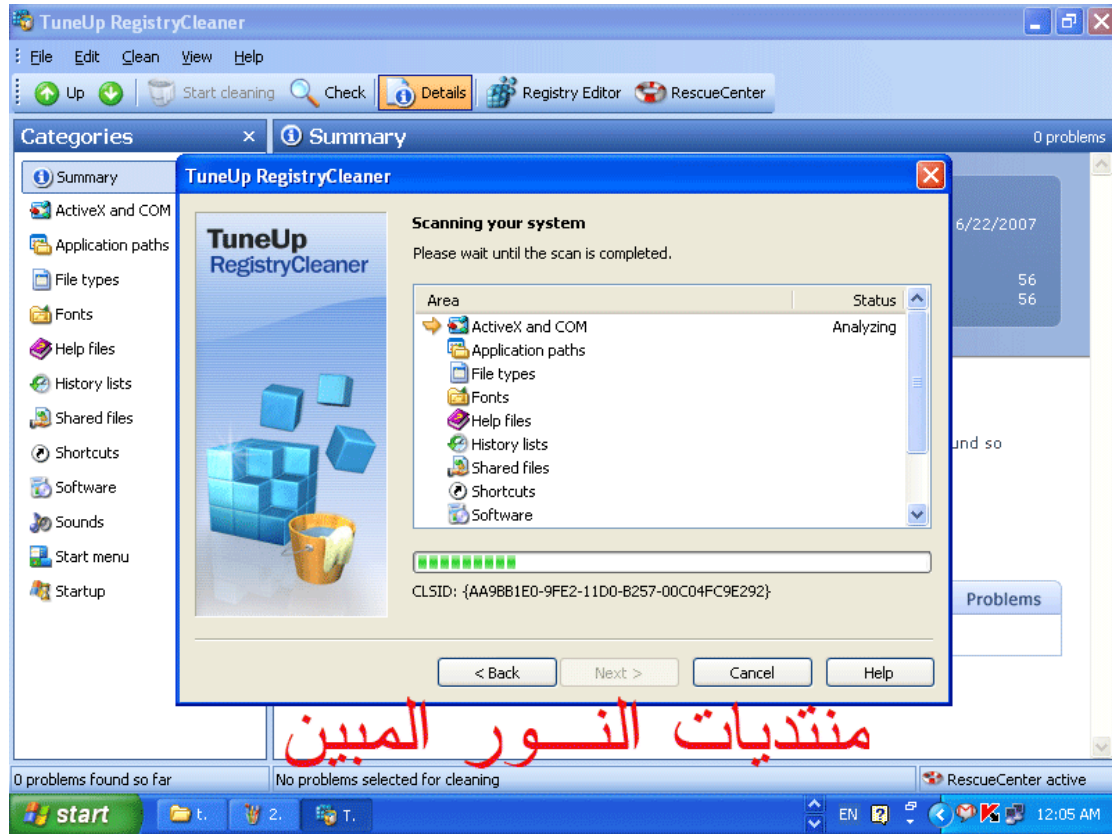 TuneUp RegistryCleaner
File Edit Clean View Help
Up Start cleaning Check Details Registry Editor RescueCenter
Categories × Summary 0 problems
Summary
ActiveX and COM
Application paths
File types
Fonts
Help files
History lists
Shared files
Shortcuts
Software
Sounds
Start menu
Startup
6/22/2007
56
56
und so
Problems
TuneUp RegistryCleaner
TuneUp
RegistryCleaner
Scanning your system
Please wait until the scan is completed.
Area Status
ActiveX and COM Analyzing
Application paths
File types
Fonts
Help files
History lists
Shared files
Shortcuts
Software
CLSID: {AA9BB1E0-9FE2-11D0-B257-00C04FC9E292}
< Back Next > Cancel Help
منتديات النـــور المبين
0 problems found so far No problems selected for cleaning RescueCenter active
start t. 2. T. EN 12:05 AM